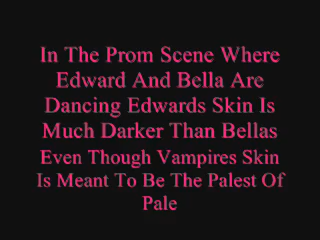 In The Prom Scene Where
Edward And Bella Are
Dancing Edwards Skin Is
Much Darker Than Bellas
Even Though Vampires Skin
Is Meant To Be The Palest Of
Pale